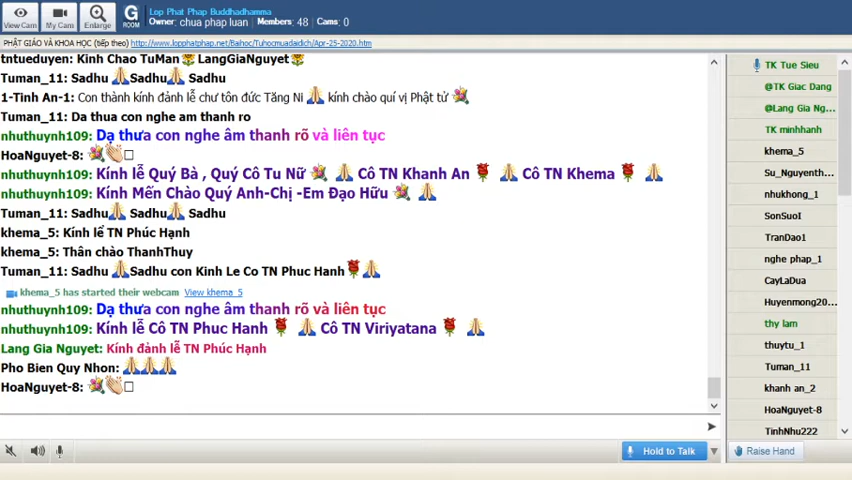 Lop Phat Phap Buddhadhamma
Owner: chua phap luan   Members: 48   Cams: 0
View Cam   My Cam   Enlarge   G ROOM
PHẬT GIÁO VÀ KHOA HỌC (tiếp theo) http://www.lopphatphap.net/Baihoc/Tuhocmuadaidich/Apr-25-2020.htm
tntueduyen: Kinh Chao TuMan LangGiaNguyet
Tuman_11: Sadhu Sadhu Sadhu
1-Tinh An-1: Con thành kính đảnh lễ chư tôn đức Tăng Ni kính chào quí vị Phật tử
Tuman_11: Da thua con nghe am thanh ro
nhuthuynh109: Dạ thưa con nghe âm thanh rõ và liên tục
HoaNguyet-8:
nhuthuynh109: Kính lễ Quý Bà , Quý Cô Tu Nữ Cô TN Khanh An Cô TN Khema
nhuthuynh109: Kính Mến Chào Quý Anh-Chị -Em Đạo Hữu
Tuman_11: Sadhu Sadhu Sadhu
khema_5: Kính lễ TN Phúc Hạnh
khema_5: Thân chào ThanhThuy
Tuman_11: Sadhu Sadhu con Kinh Le Co TN Phuc Hanh
khema_5 has started their webcam View khema_5
nhuthuynh109: Dạ thưa con nghe âm thanh rõ và liên tục
nhuthuynh109: Kính lễ Cô TN Phuc Hanh Cô TN Viriyatana
Lang Gia Nguyet: Kính đảnh lễ TN Phúc Hạnh
Pho Bien Quy Nhon:
HoaNguyet-8:
TK Tue Sieu
@TK Giac Dang
@Lang Gia Ng...
TK minhhanh
khema_5
Su_Nguyenth...
nhukhong_1
SonSuoI
TranDao1
nghe phap_1
CayLaDua
Huyenmong20...
thy lam
thuytu_1
Tuman_11
khanh an_2
HoaNguyet-8
TinhNhu222
Hold to Talk
Raise Hand